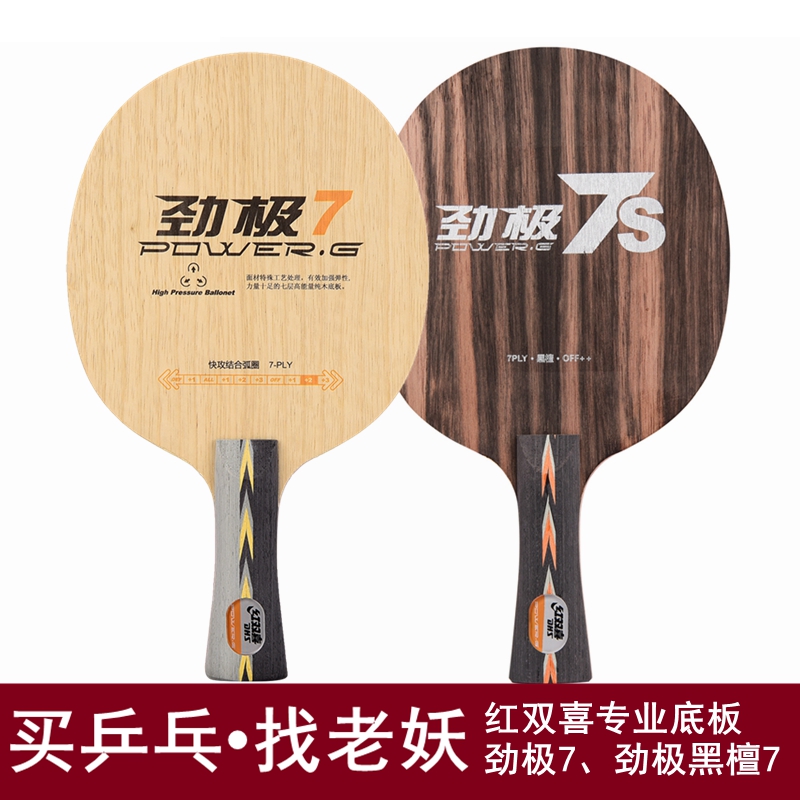 劲极7
POWER.G
High Pressure Ballonet
面材特殊工艺处理，有效加强弹性，
力量十足的七层高能量纯木底板。
快攻结合弧圈 7-PLY
劲极 7S
POWER.G
7PLY·黑檀·OFF++
红双喜
DHS
红双喜
DHS
买乒乓·找老妖
红双喜专业底板
劲极7、劲极黑檀7